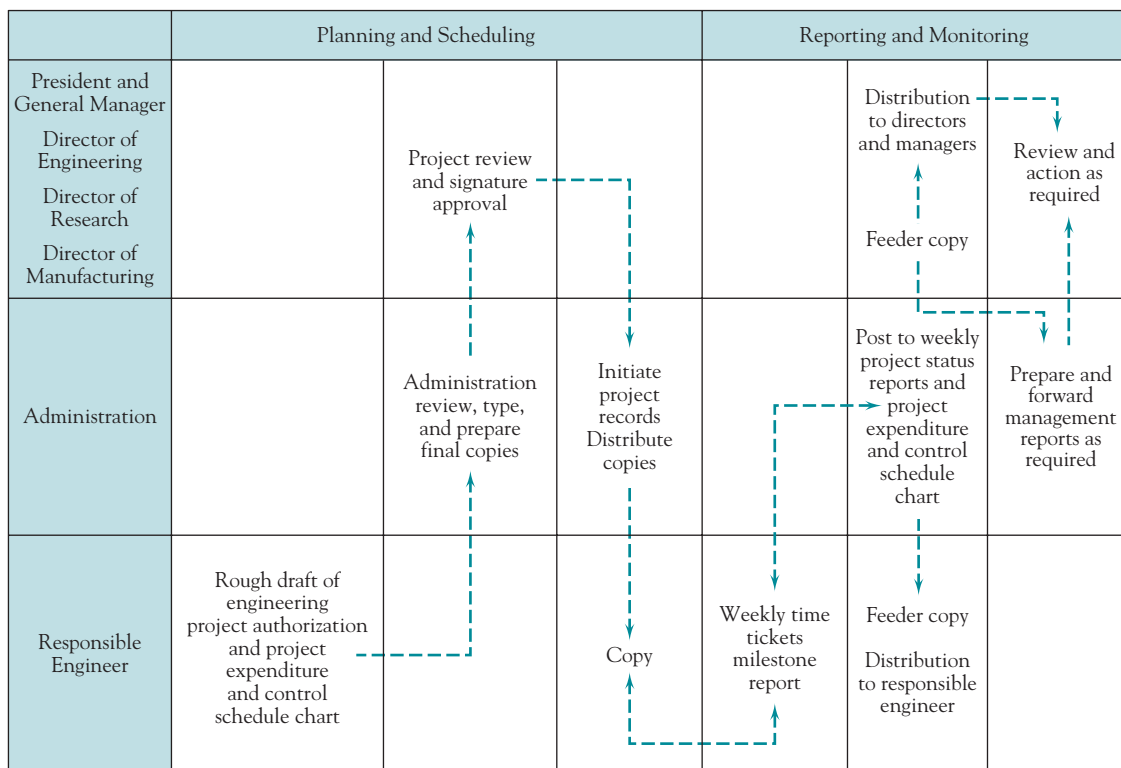 Planning and Scheduling
Reporting and Monitoring
President and
General Manager
Director of
Engineering
Director of
Research
Director of
Manufacturing
Project review
and signature
approval
Distribution
to directors
and managers
Feeder copy
Review and
action as
required
Administration
Administration
review, type,
and prepare
final copies
Initiate
project
records
Distribute
copies
Post to weekly
project status
reports and
project
expenditure
and control
schedule
chart
Prepare and
forward
management
reports as
required
Responsible
Engineer
Rough draft of
engineering
project authorization
and project
expenditure
and control
schedule chart
Copy
Weekly time
tickets
milestone
report
Feeder copy
Distribution
to responsible
engineer